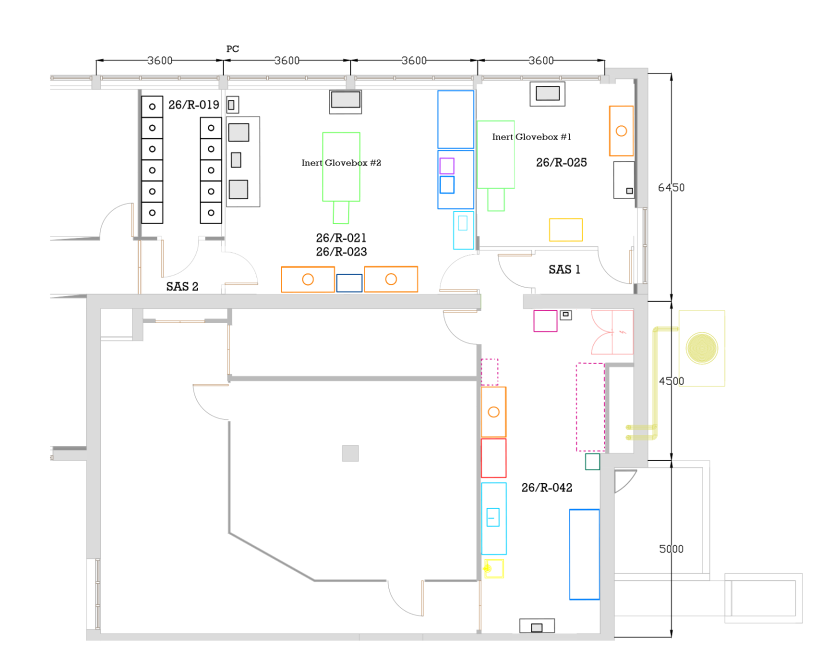 PC
3600 3600 3600 3600
26/R-019
Inert Glovebox #1
Inert Glovebox #2
26/R-025
6450
26/R-021
26/R-023
SAS 1
SAS 2
4500
26/R-042
5000